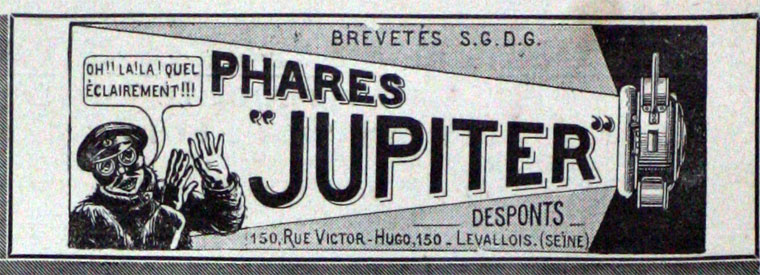 BREVETÉS S.G.D.G.
OH!! LA! LA! QUEL
ÉCLAIREMENT!!!
PHARES
"JUPITER"
DESPONTS
150, RUE VICTOR-HUGO, 150 - LEVALLOIS. (SEINE)